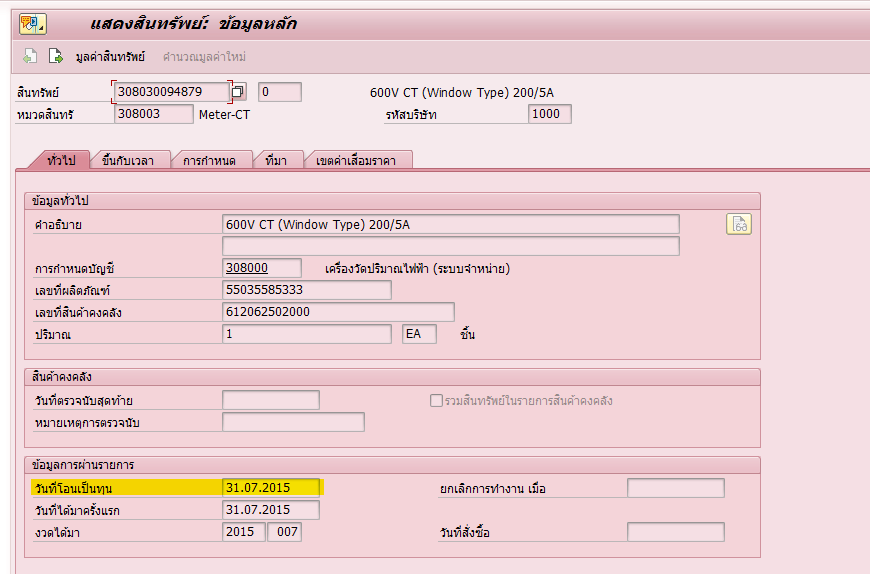 แสดงสินทรัพย์: ข้อมูลหลัก
มูลค่าสินทรัพย์ คำนวณมูลค่าใหม่
สินทรัพย์ 308030094879 0 600V CT (Window Type) 200/5A
หมวดสินทรั 308003 Meter-CT รหัสบริษัท 1000
ทั่วไป ขึ้นกับเวลา การกำหนด ที่มา เขตค่าเสื่อมราคา
ข้อมูลทั่วไป
คำอธิบาย 600V CT (Window Type) 200/5A
การกำหนดบัญชี 308000 เครื่องวัดปริมาณไฟฟ้า (ระบบจำหน่าย)
เลขที่ผลิตภัณฑ์ 55035585333
เลขที่สินค้าคงคลัง 612062502000
ปริมาณ 1 EA ชิ้น
สินค้าคงคลัง
วันที่ตรวจนับสุดท้าย รวมสินทรัพย์ในรายการสินค้าคงคลัง
หมายเหตุการตรวจนับ
ข้อมูลการผ่านรายการ
วันที่โอนเป็นทุน 31.07.2015 ยกเลิกการทำงาน เมื่อ
วันที่ได้มาครั้งแรก 31.07.2015
งวดได้มา 2015 007 วันที่สั่งซื้อ